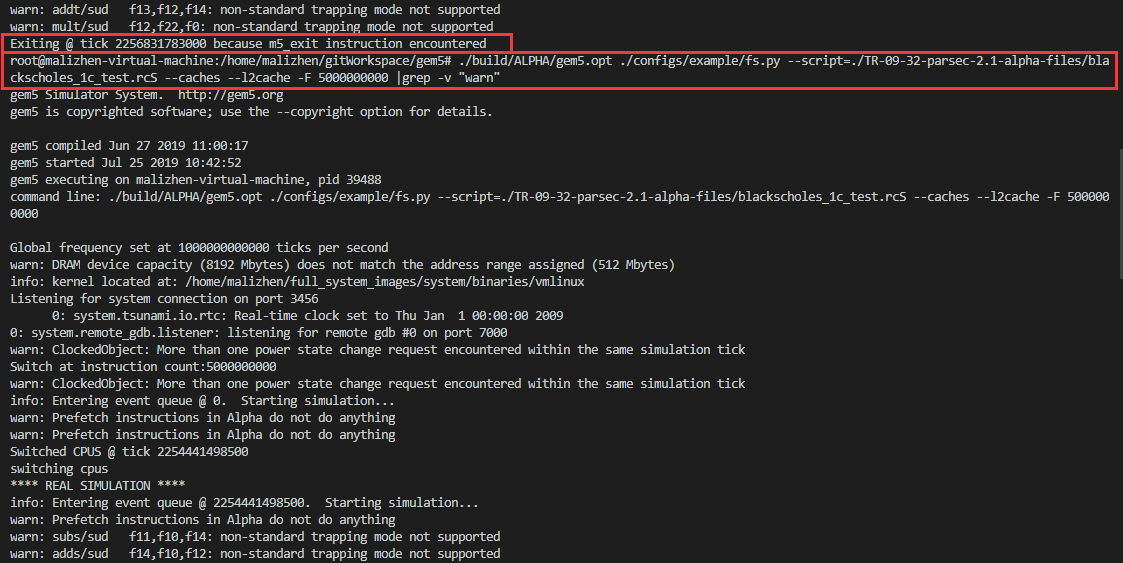 warn: addt/sud   f13,f12,f14: non-standard trapping mode not supported
warn: mult/sud   f12,f22,f0: non-standard trapping mode not supported
Exiting @ tick 2256831783000 because m5_exit instruction encountered
root@malizhen-virtual-machine:/home/malizhen/gitWorkspace/gem5# ./build/ALPHA/gem5.opt ./configs/example/fs.py --script=./TR-09-32-parsec-2.1-alpha-files/bla
ckscholes_1c_test.rcS --caches --l2cache -F 5000000000 |grep -v "warn"
gem5 Simulator System.  http://gem5.org
gem5 is copyrighted software; use the --copyright option for details.

gem5 compiled Jun 27 2019 11:00:17
gem5 started Jul 25 2019 10:42:52
gem5 executing on malizhen-virtual-machine, pid 39488
command line: ./build/ALPHA/gem5.opt ./configs/example/fs.py --script=./TR-09-32-parsec-2.1-alpha-files/blackscholes_1c_test.rcS --caches --l2cache -F 500000
0000

Global frequency set at 1000000000000 ticks per second
warn: DRAM device capacity (8192 Mbytes) does not match the address range assigned (512 Mbytes)
info: kernel located at: /home/malizhen/full_system_images/system/binaries/vmlinux
Listening for system connection on port 3456
      0: system.tsunami.io.rtc: Real-time clock set to Thu Jan  1 00:00:00 2009
0: system.remote_gdb.listener: listening for remote gdb #0 on port 7000
warn: ClockedObject: More than one power state change request encountered within the same simulation tick
Switch at instruction count:5000000000
warn: ClockedObject: More than one power state change request encountered within the same simulation tick
info: Entering event queue @ 0.  Starting simulation...
warn: Prefetch instructions in Alpha do not do anything
warn: Prefetch instructions in Alpha do not do anything
Switched CPUS @ tick 2254441498500
switching cpus
**** REAL SIMULATION ****
info: Entering event queue @ 2254441498500.  Starting simulation...
warn: Prefetch instructions in Alpha do not do anything
warn: subs/sud   f11,f10,f14: non-standard trapping mode not supported
warn: adds/sud   f14,f10,f12: non-standard trapping mode not supported